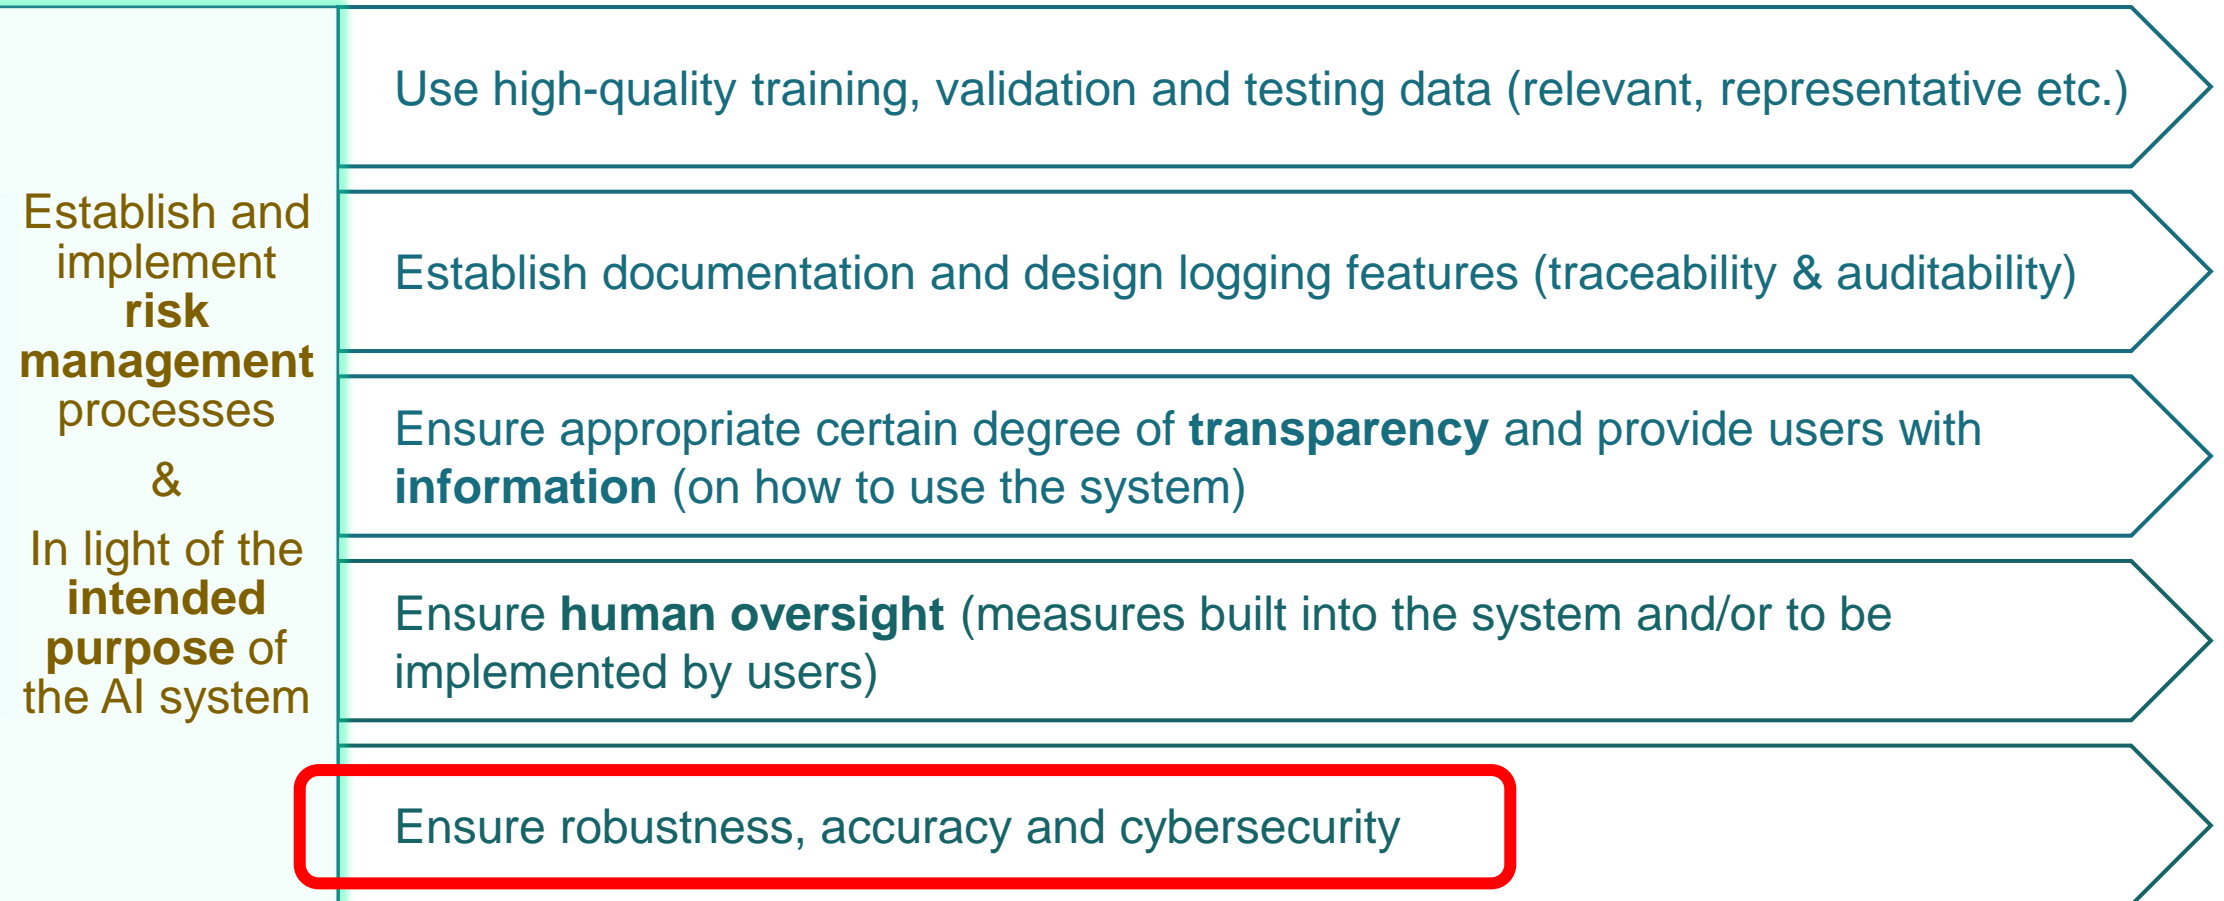 Establish and
implement
risk
management
processes
&
In light of the
intended
purpose of
the AI system
Use high-quality training, validation and testing data (relevant, representative etc.)
Establish documentation and design logging features (traceability & auditability)
Ensure appropriate certain degree of transparency and provide users with
information (on how to use the system)
Ensure human oversight (measures built into the system and/or to be
implemented by users)
Ensure robustness, accuracy and cybersecurity